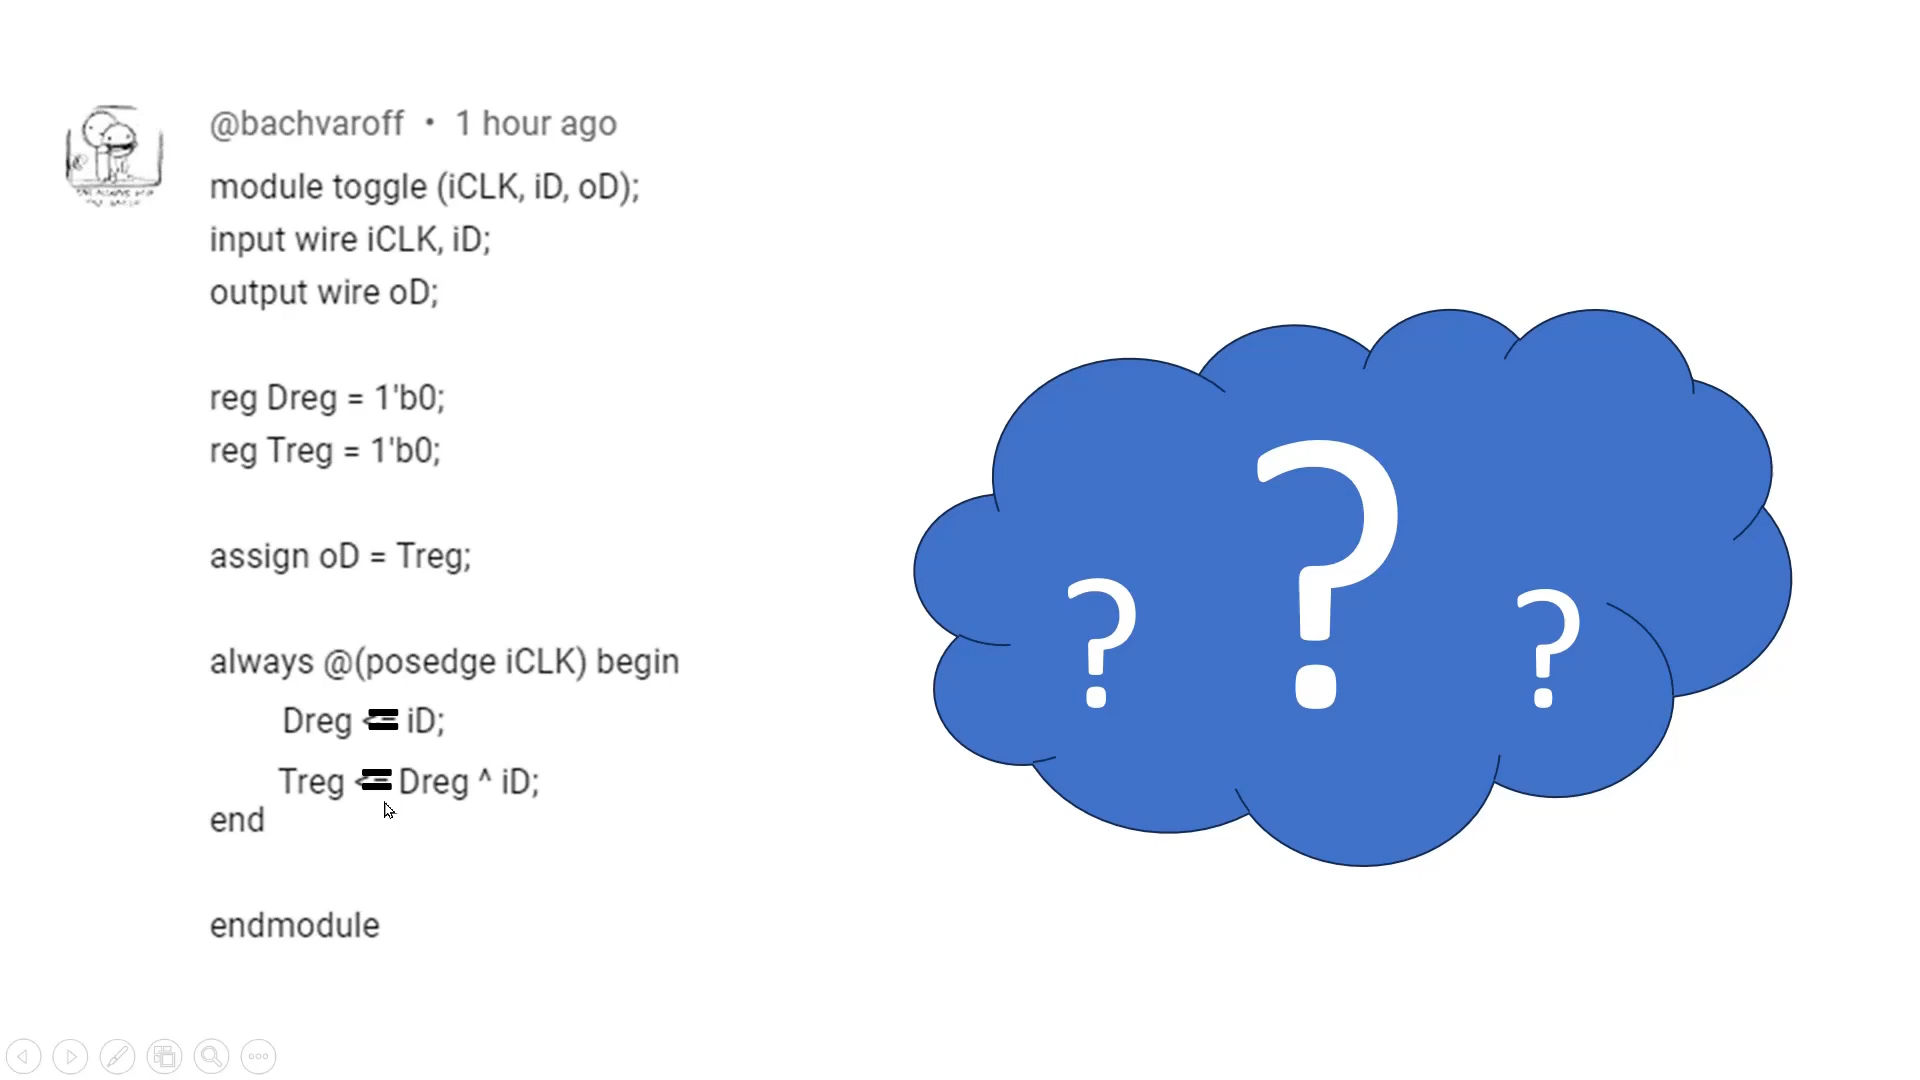 @bachvaroff • 1 hour ago
module toggle (iCLK, iD, oD);
input wire iCLK, iD;
output wire oD;
reg Dreg = 1'b0;
reg Treg = 1'b0;
assign oD = Treg;
always @(posedge iCLK) begin
Dreg <= iD;
Treg <= Dreg ^ iD;
end
endmodule
? ? ?